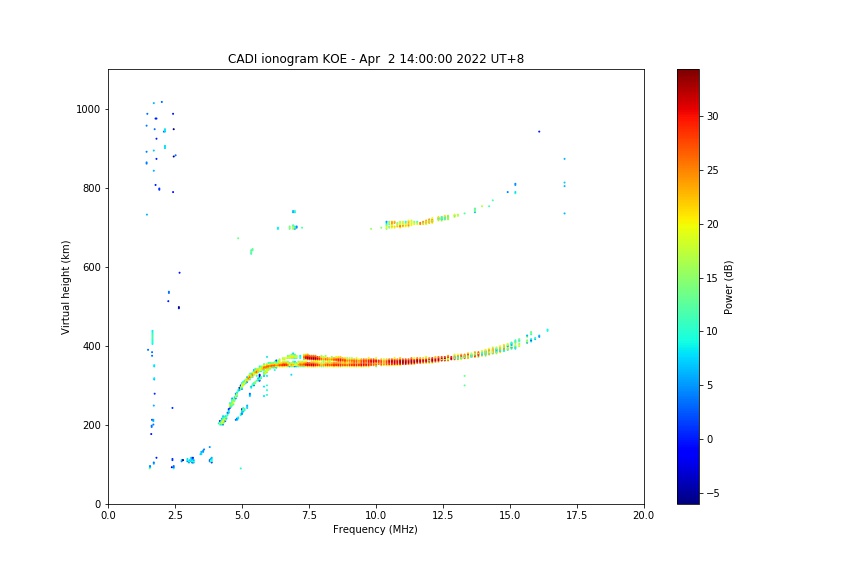 CADI ionogram KOE - Apr  2 14:00:00 2022 UT+8
1000
800
600
400
200
0
Virtual height (km)
0.0 2.5 5.0 7.5 10.0 12.5 15.0 17.5 20.0
Frequency (MHz)
30
25
20
15
10
5
0
−5
Power (dB)